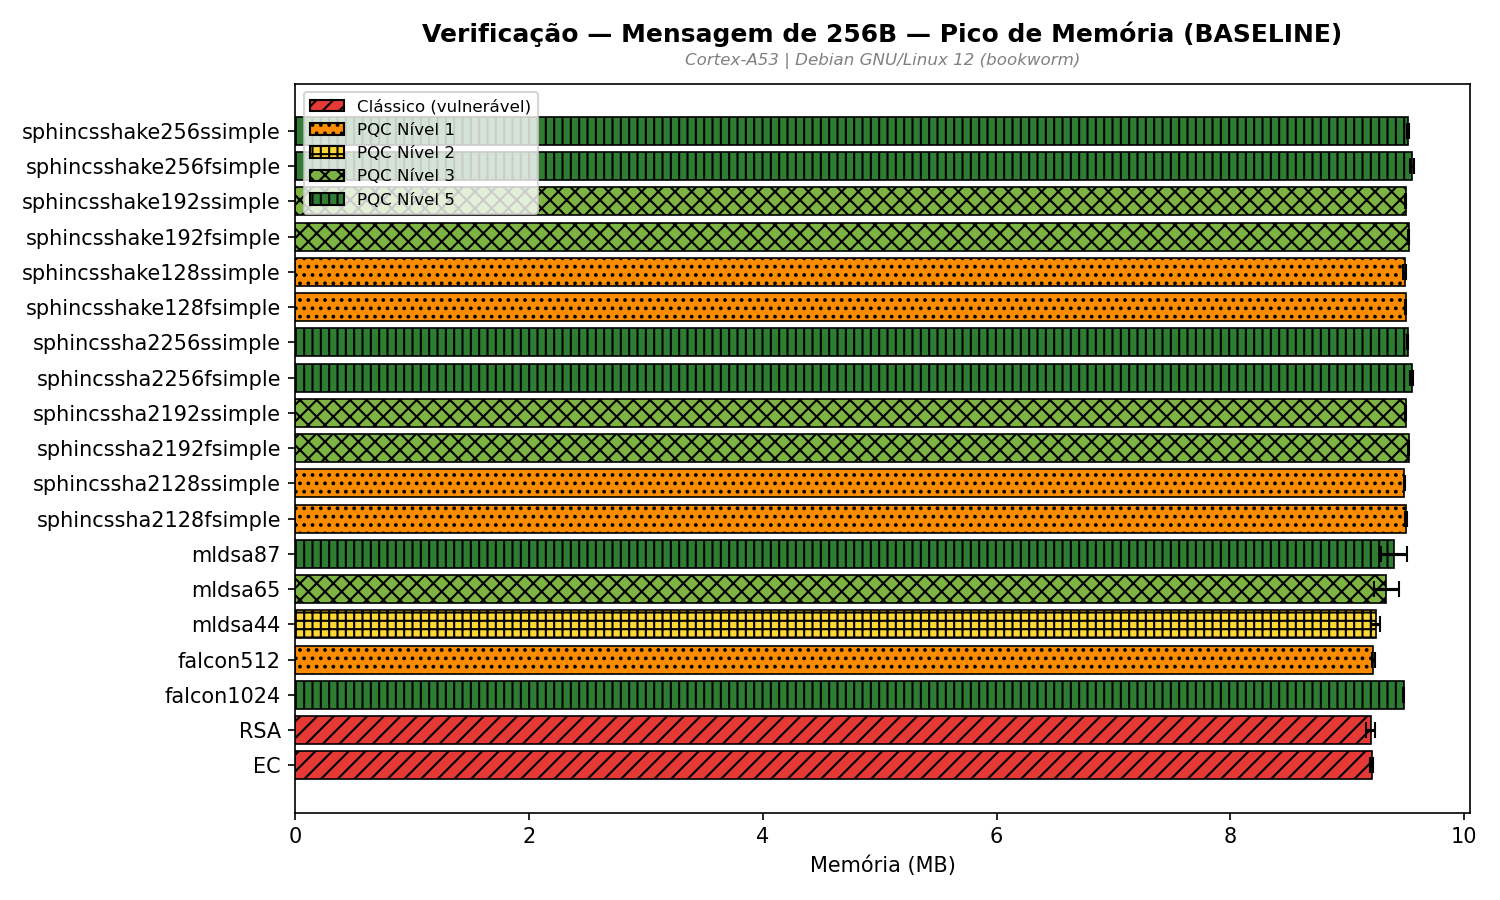 Verificação — Mensagem de 256B — Pico de Memória (BASELINE)
Cortex-A53 | Debian GNU/Linux 12 (bookworm)
Clássico (vulnerável)
PQC Nível 1
PQC Nível 2
PQC Nível 3
PQC Nível 5
sphincsshake256ssimple
sphincsshake256fsimple
sphincsshake192ssimple
sphincsshake192fsimple
sphincsshake128ssimple
sphincsshake128fsimple
sphincssha2256ssimple
sphincssha2256fsimple
sphincssha2192ssimple
sphincssha2192fsimple
sphincssha2128ssimple
sphincssha2128fsimple
mldsa87
mldsa65
mldsa44
falcon512
falcon1024
RSA
EC
0 2 4 6 8 10
Memória (MB)